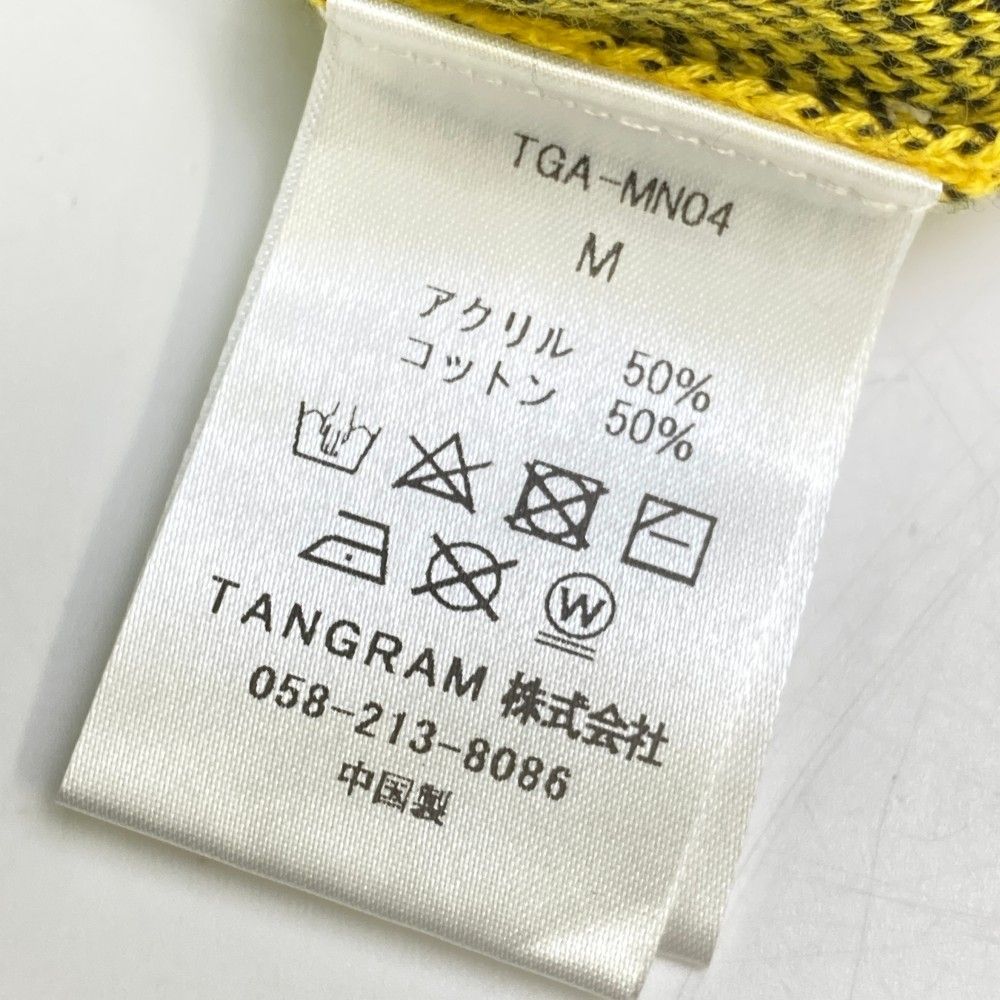 TGA-MN04
M
アクリル 50%
コットン 50%
W
TANGRAM 株式会社
058-213-8086
中国製